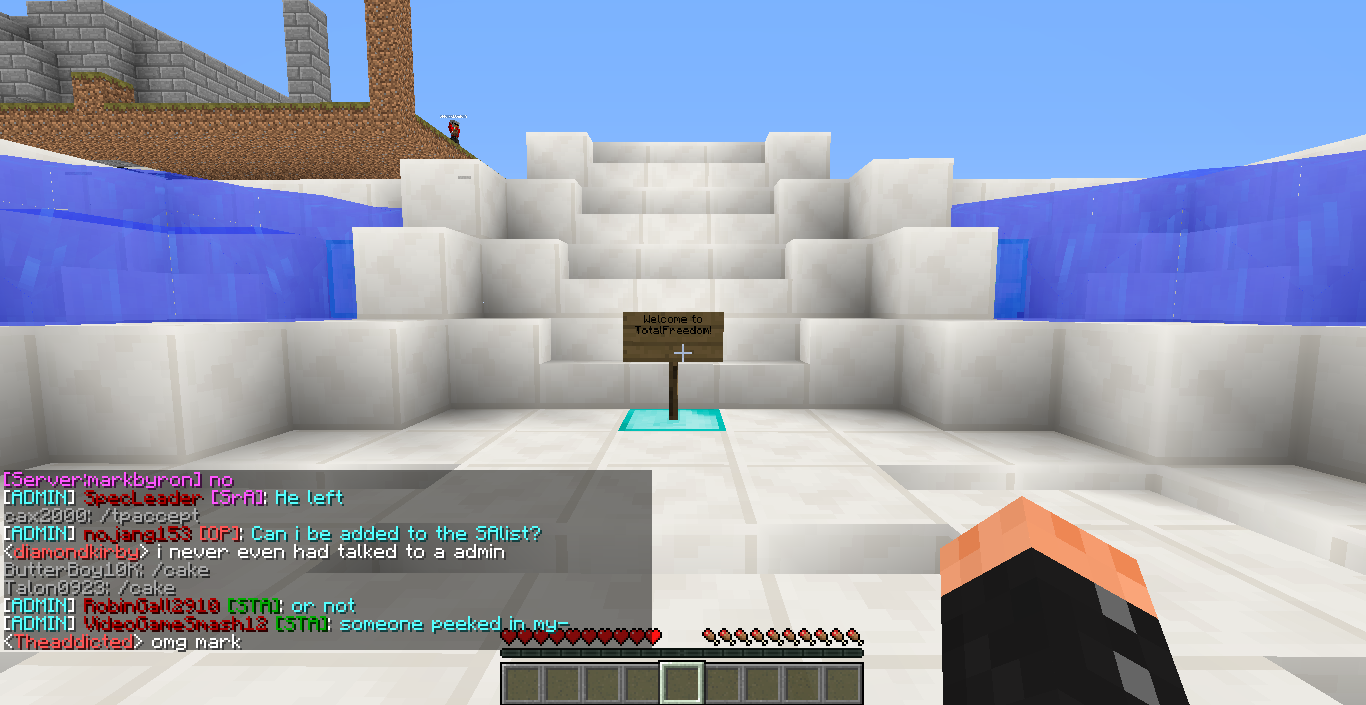 Welcome to
TotalFreedom!
[Server:markbyron] no
[ADMIN] SpecLeader [SrA]: He left
cax2000: /tpaccept
[ADMIN] nojang153 [OP]: Can i be added to the SAlist?
<diamondkirby> i never even had talked to a admin
ButterBoy10K: /cake
Talon0923: /cake
[ADMIN] RobinGall2910 [STA]: or not
[ADMIN] VideoGameSmash12 [STA]: someone peeked in my-
<Theaddicted> omg mark